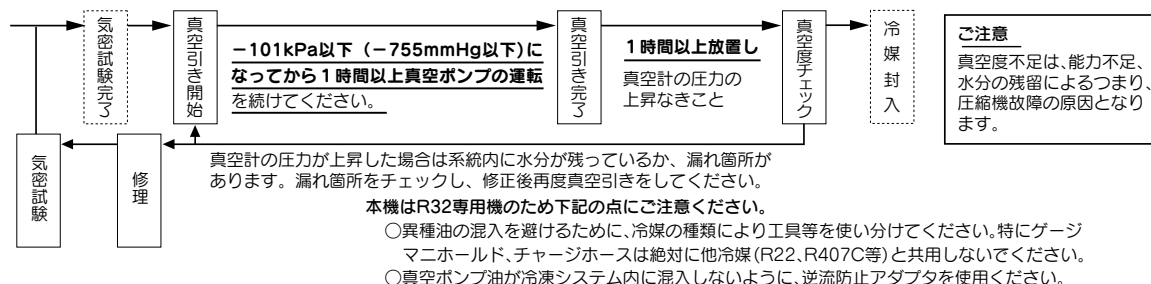 気密試験完了
真空引き開始
－101kPa以下（－755mmHg以下）に
なってから１時間以上真空ポンプの運転
を続けてください。
真空引き完了
１時間以上放置し
真空計の圧力の
上昇なきこと
真空度チェック
冷媒封入
ご注意
真空度不足は、能力不足、
水分の残留によるつまり、
圧縮機故障の原因となり
ます。
気密試験
修理
真空計の圧力が上昇した場合は系統内に水分が残っているか、漏れ箇所が
あります。漏れ箇所をチェックし、修正後再度真空引きをしてください。
本機はR32専用機のため下記の点にご注意ください。
○異種油の混入を避けるために、冷媒の種類により工具等を使い分けてください。特にゲージ
マニホールド、チャージホースは絶対に他冷媒(R22、R407C等)と共用しないでください。
○真空ポンプ油が冷凍システム内に混入しないように、逆流防止アダプタを使用ください。